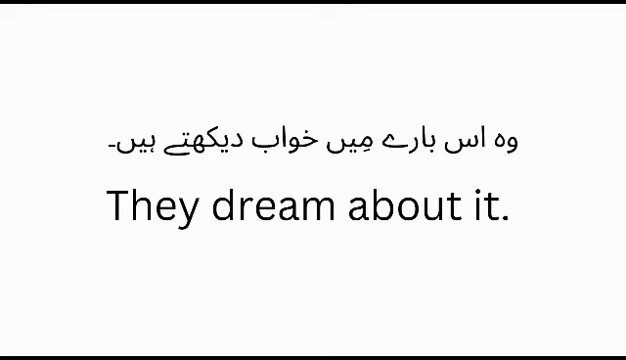 وہ اس بارے مِیں خواب دیکھتے ہیں۔
They dream about it.